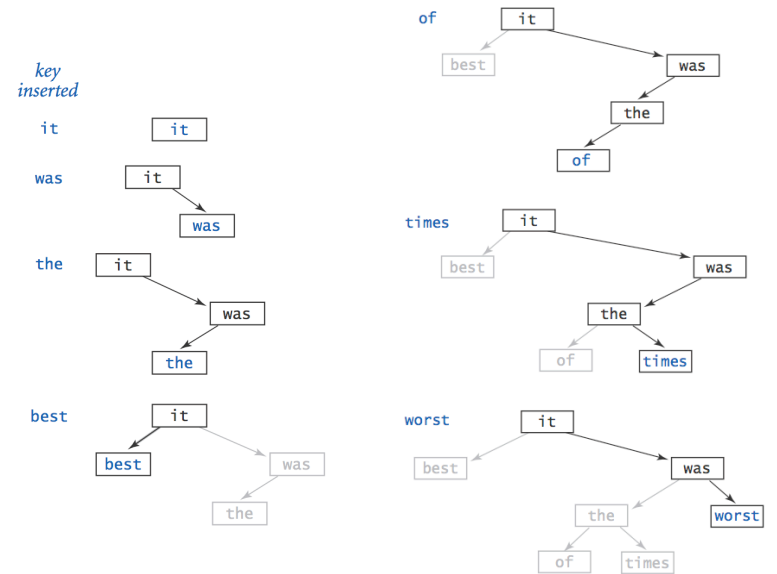 key
inserted
it
it
was
it
was
the
it
was
the
best
it
best
was
the
of
it
best
was
the
of
times
it
best
was
the
of
times
worst
it
best
was
the
worst
of
times